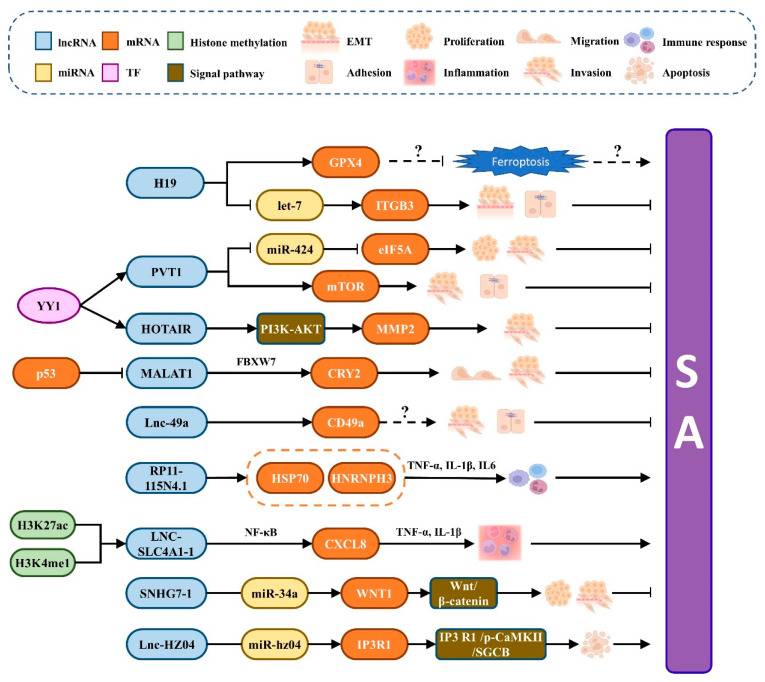 lncRNA mRNA Histone methylation EMT Proliferation Migration Immune response
miRNA TF Signal pathway Adhesion Inflammation Invasion Apoptosis
H19 GPX4 ? Ferroptosis ?
let-7 ITGB3
YY1 PVT1 miR-424 eIF5A
mTOR
HOTAIR PI3K-AKT MMP2
p53 MALAT1 FBXW7 CRY2
Lnc-49a CD49a ?
RP11-
115N4.1 HSP70 HNRNPH3 TNF-α, IL-1β, IL6
H3K27ac
H3K4me1
LNC-
SLC4A1-1 NF-κB CXCL8 TNF-α, IL-1β
SNHG7-1 miR-34a WNT1 Wnt/
β-catenin
Lnc-HZ04 miR-hz04 IP3R1 IP3 R1 /p-CaMKII
/SGCB
S
A